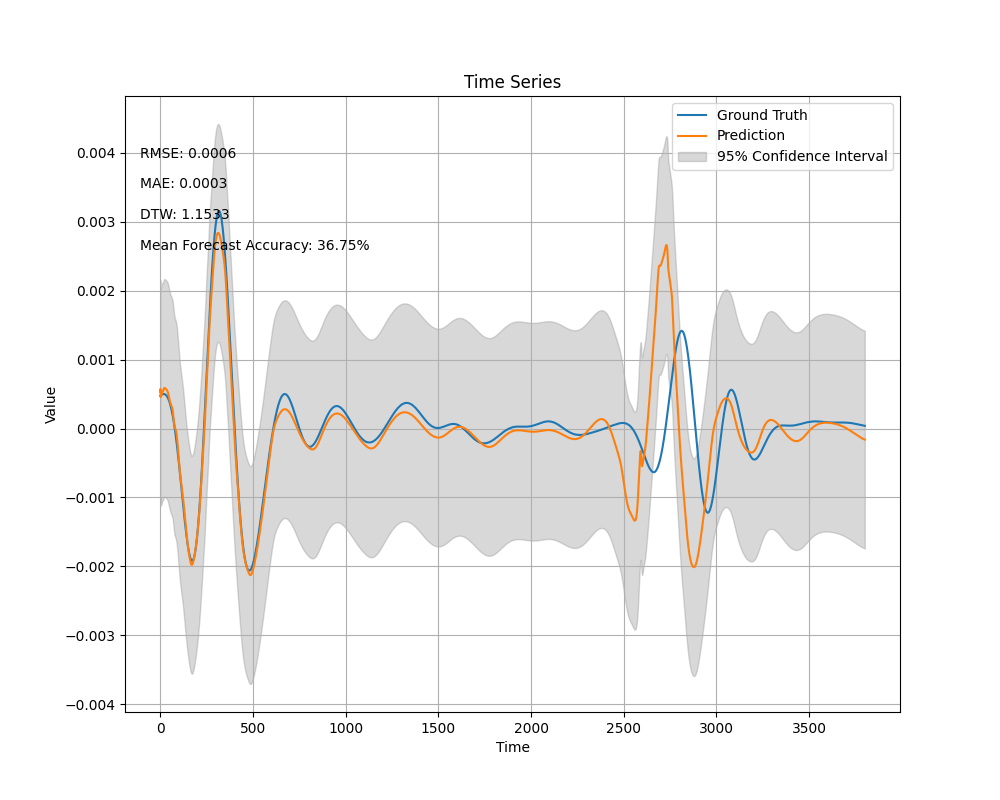 Time Series
Ground Truth
Prediction
95% Confidence Interval
RMSE: 0.0006
MAE: 0.0003
DTW: 1.1533
Mean Forecast Accuracy: 36.75%
Value
0.004
0.003
0.002
0.001
0.000
−0.001
−0.002
−0.003
−0.004
0 500 1000 1500 2000 2500 3000 3500
Time